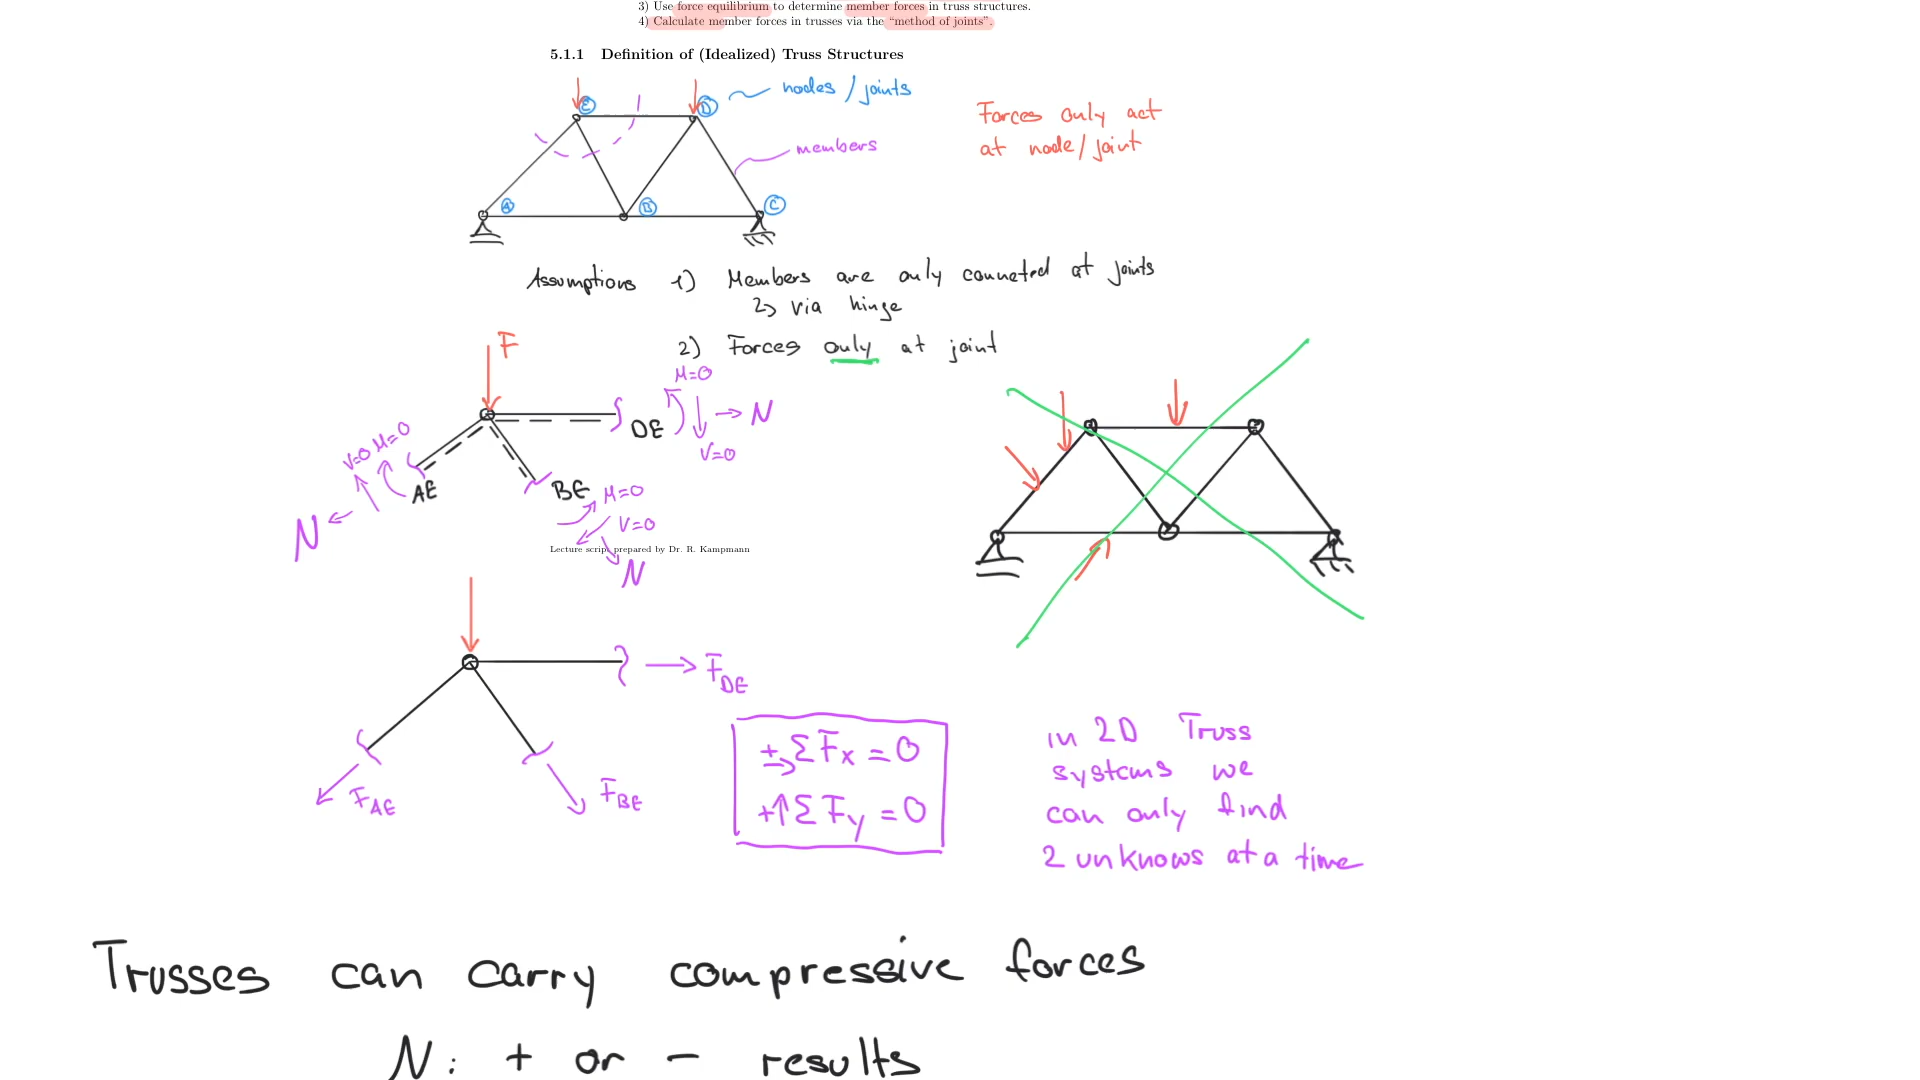 3) Use force equilibrium to determine member forces in truss structures.
4) Calculate member forces in trusses via the “method of joints”.
5.1.1 Definition of (Idealized) Truss Structures
E
D
nodes / joints
Forces only act
at node / joint
members
A
B
C
Assumptions 1) Members are only conneted at joints
2) via hinge
F
2) Forces only at joint
M=0
DE
N
V=0
V=0 M=0
AE
N
BE
M=0
V=0
Lecture script prepared by Dr. R. Kampmann
N
F_DE
F_AE
F_BE
+→ ΣFx = 0
+↑ ΣFy = 0
in 2D Truss
systems we
can only find
2 unknows at a time
Trusses can carry compressive forces
N: + or - results